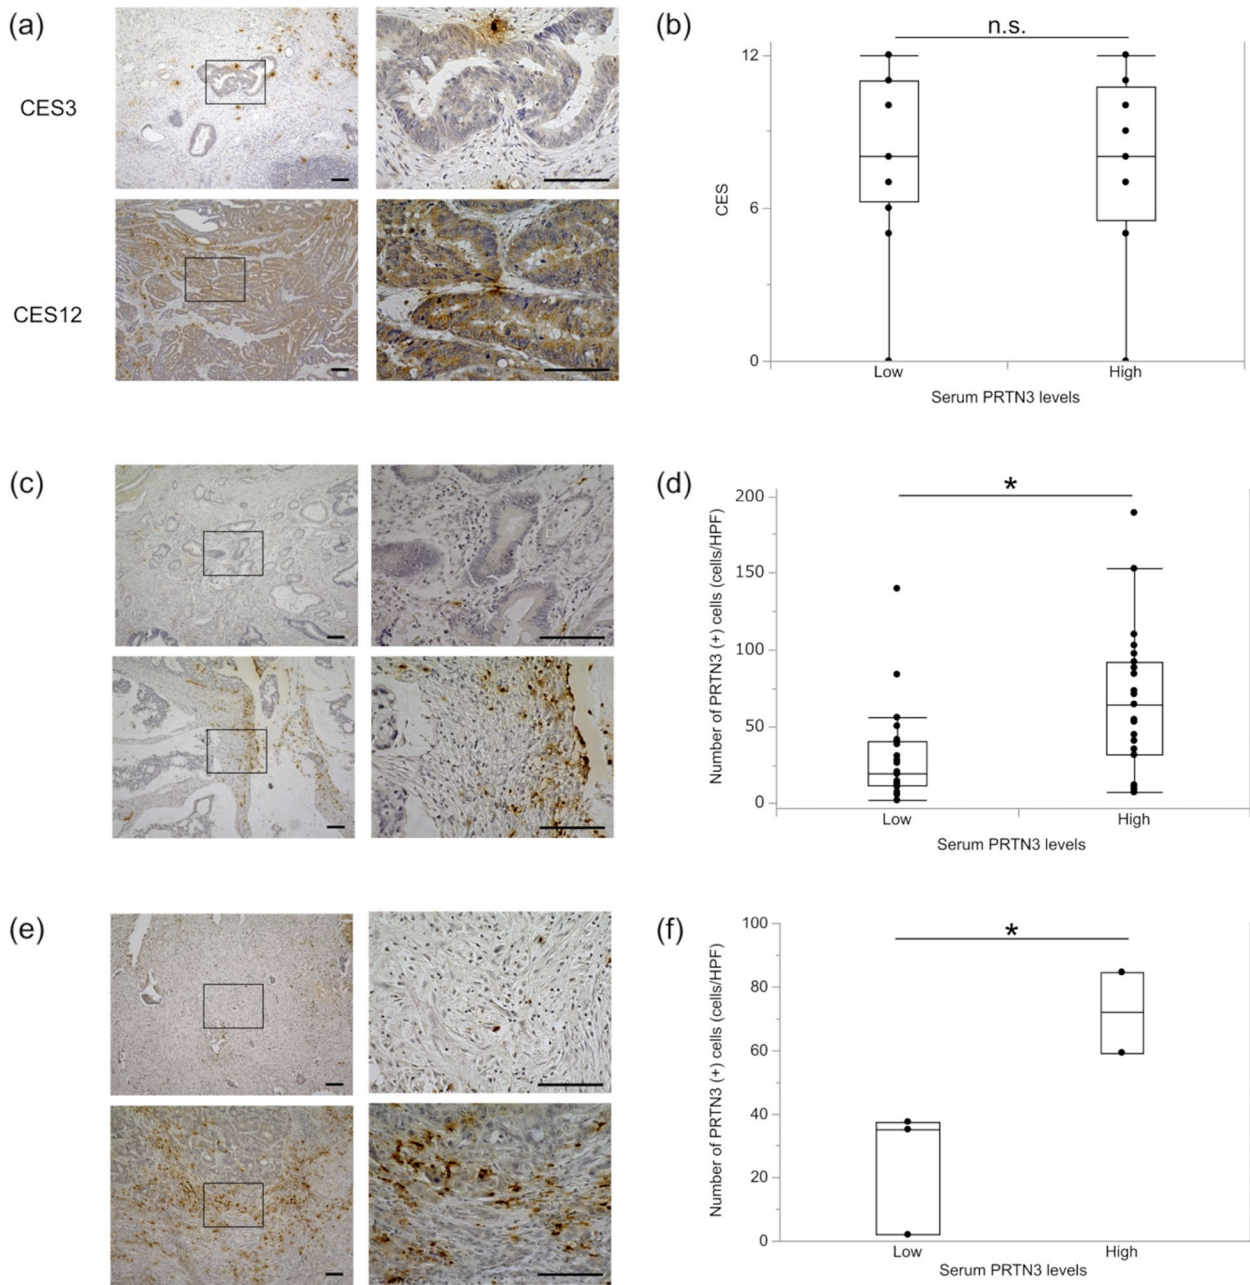 (a)
CES3
CES12
(b)
n.s.
12
6
0
CES
Low
High
Serum PRTN3 levels
(c)
(d)
*
200
150
100
50
0
Number of PRTN3 (+) cells (cells/HPF)
Low
High
Serum PRTN3 levels
(e)
(f)
*
100
80
60
40
20
0
Number of PRTN3 (+) cells (cells/HPF)
Low
High
Serum PRTN3 levels